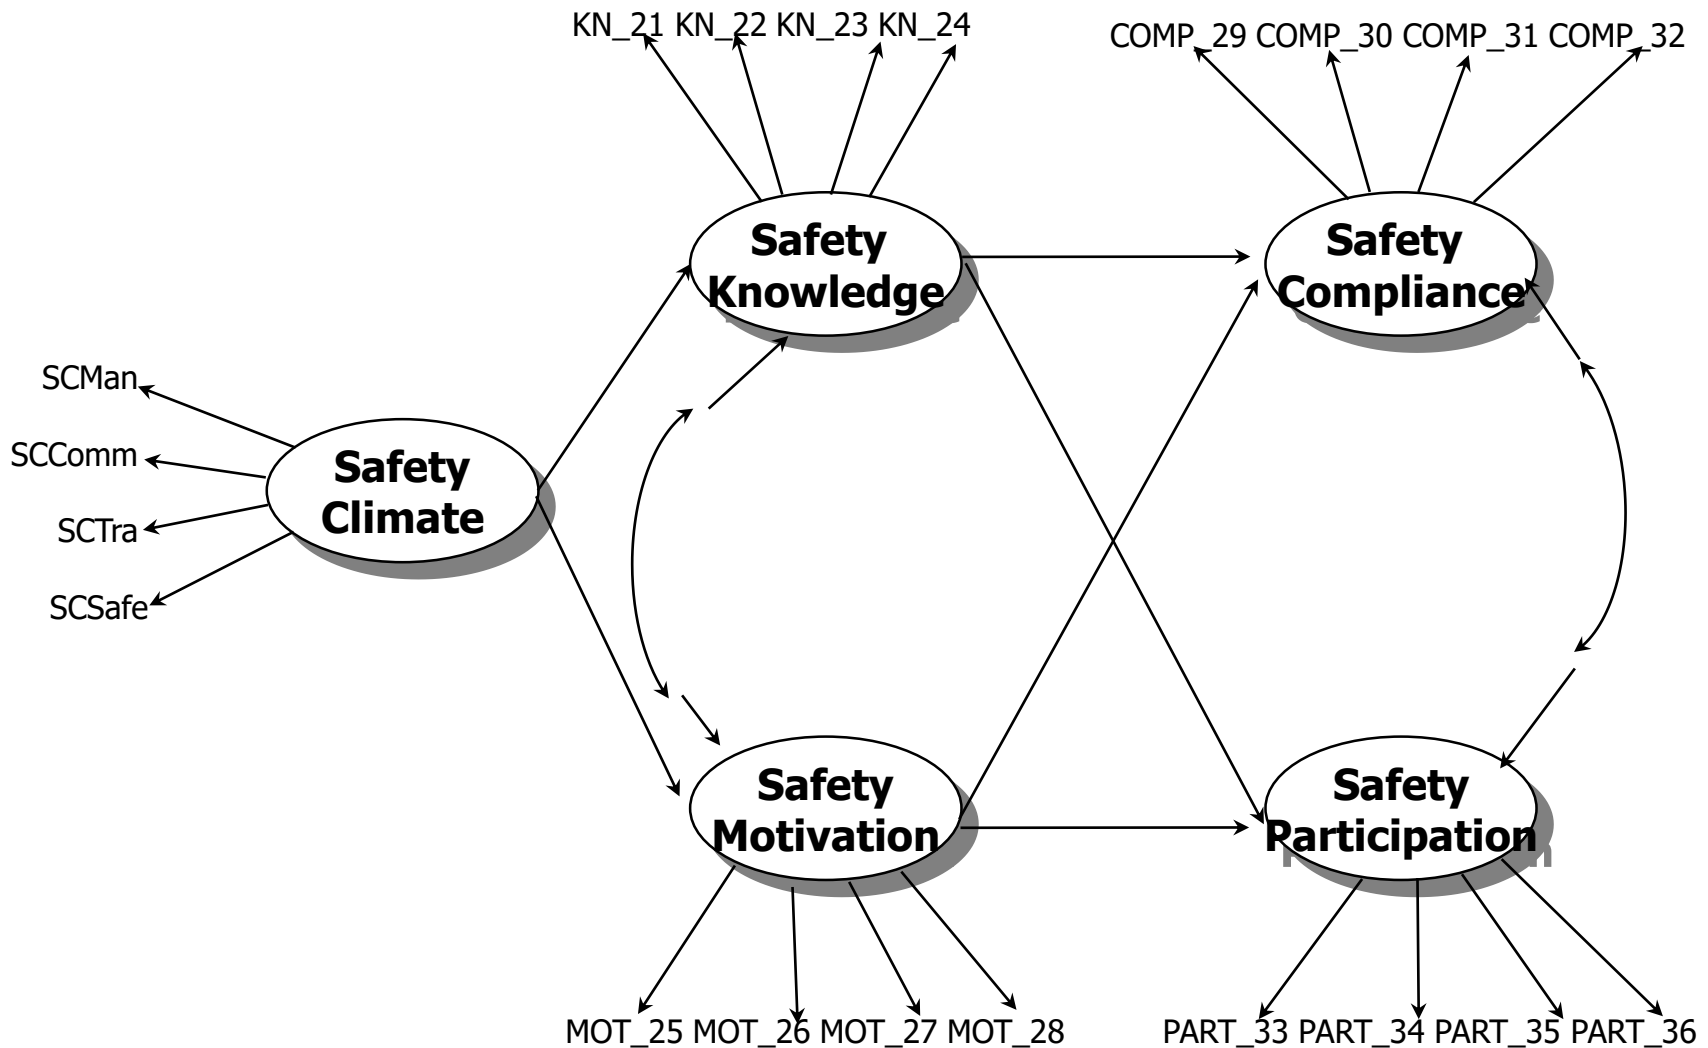 KN_21 KN_22 KN_23 KN_24
COMP_29 COMP_30 COMP_31 COMP_32
Safety
Knowledge
Safety
Compliance
SCMan
SCComm
SCTra
SCSafe
Safety
Climate
Safety
Motivation
Safety
Participation
MOT_25 MOT_26 MOT_27 MOT_28
PART_33 PART_34 PART_35 PART_36